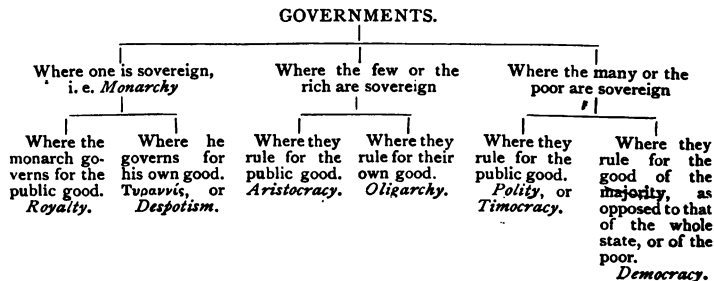 GOVERNMENTS.
Where one is sovereign,
i. e. Monarchy
Where the few or the
rich are sovereign
Where the many or the
poor are sovereign
Where the
monarch go-
verns for the
public good.
Royalty.
Where he
governs for
his own good.
Τυραννίς, or
Despotism.
Where they
rule for the
public good.
Aristocracy.
Where they
rule for their
own good.
Oligarchy.
Where they
rule for the
public good.
Polity, or
Timocracy.
Where they
rule for the
good of the
majority, as
opposed to that
of the whole
state, or of the
poor.
Democracy.